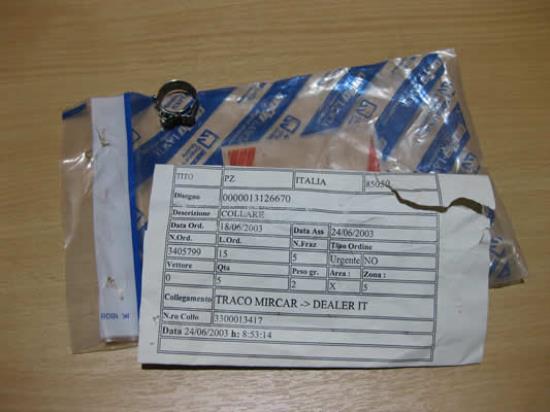 TITO PZ ITALIA 85050
Disegno 0000013126670
Descrizione COLLARE
Data Ord. 18/06/2003 Data Ass 24/06/2003
N.Ord. L.Ord. N.Fraz Tipo Ordine
3405799 15 5 Urgente NO
Vettore Qta Peso gr. Area : Zona :
0 5 2 X 5
Collegamento TRACO MIRCAR -> DEALER IT
N.ro Collo 3300013417
Data 24/06/2003 h: 8:53:14